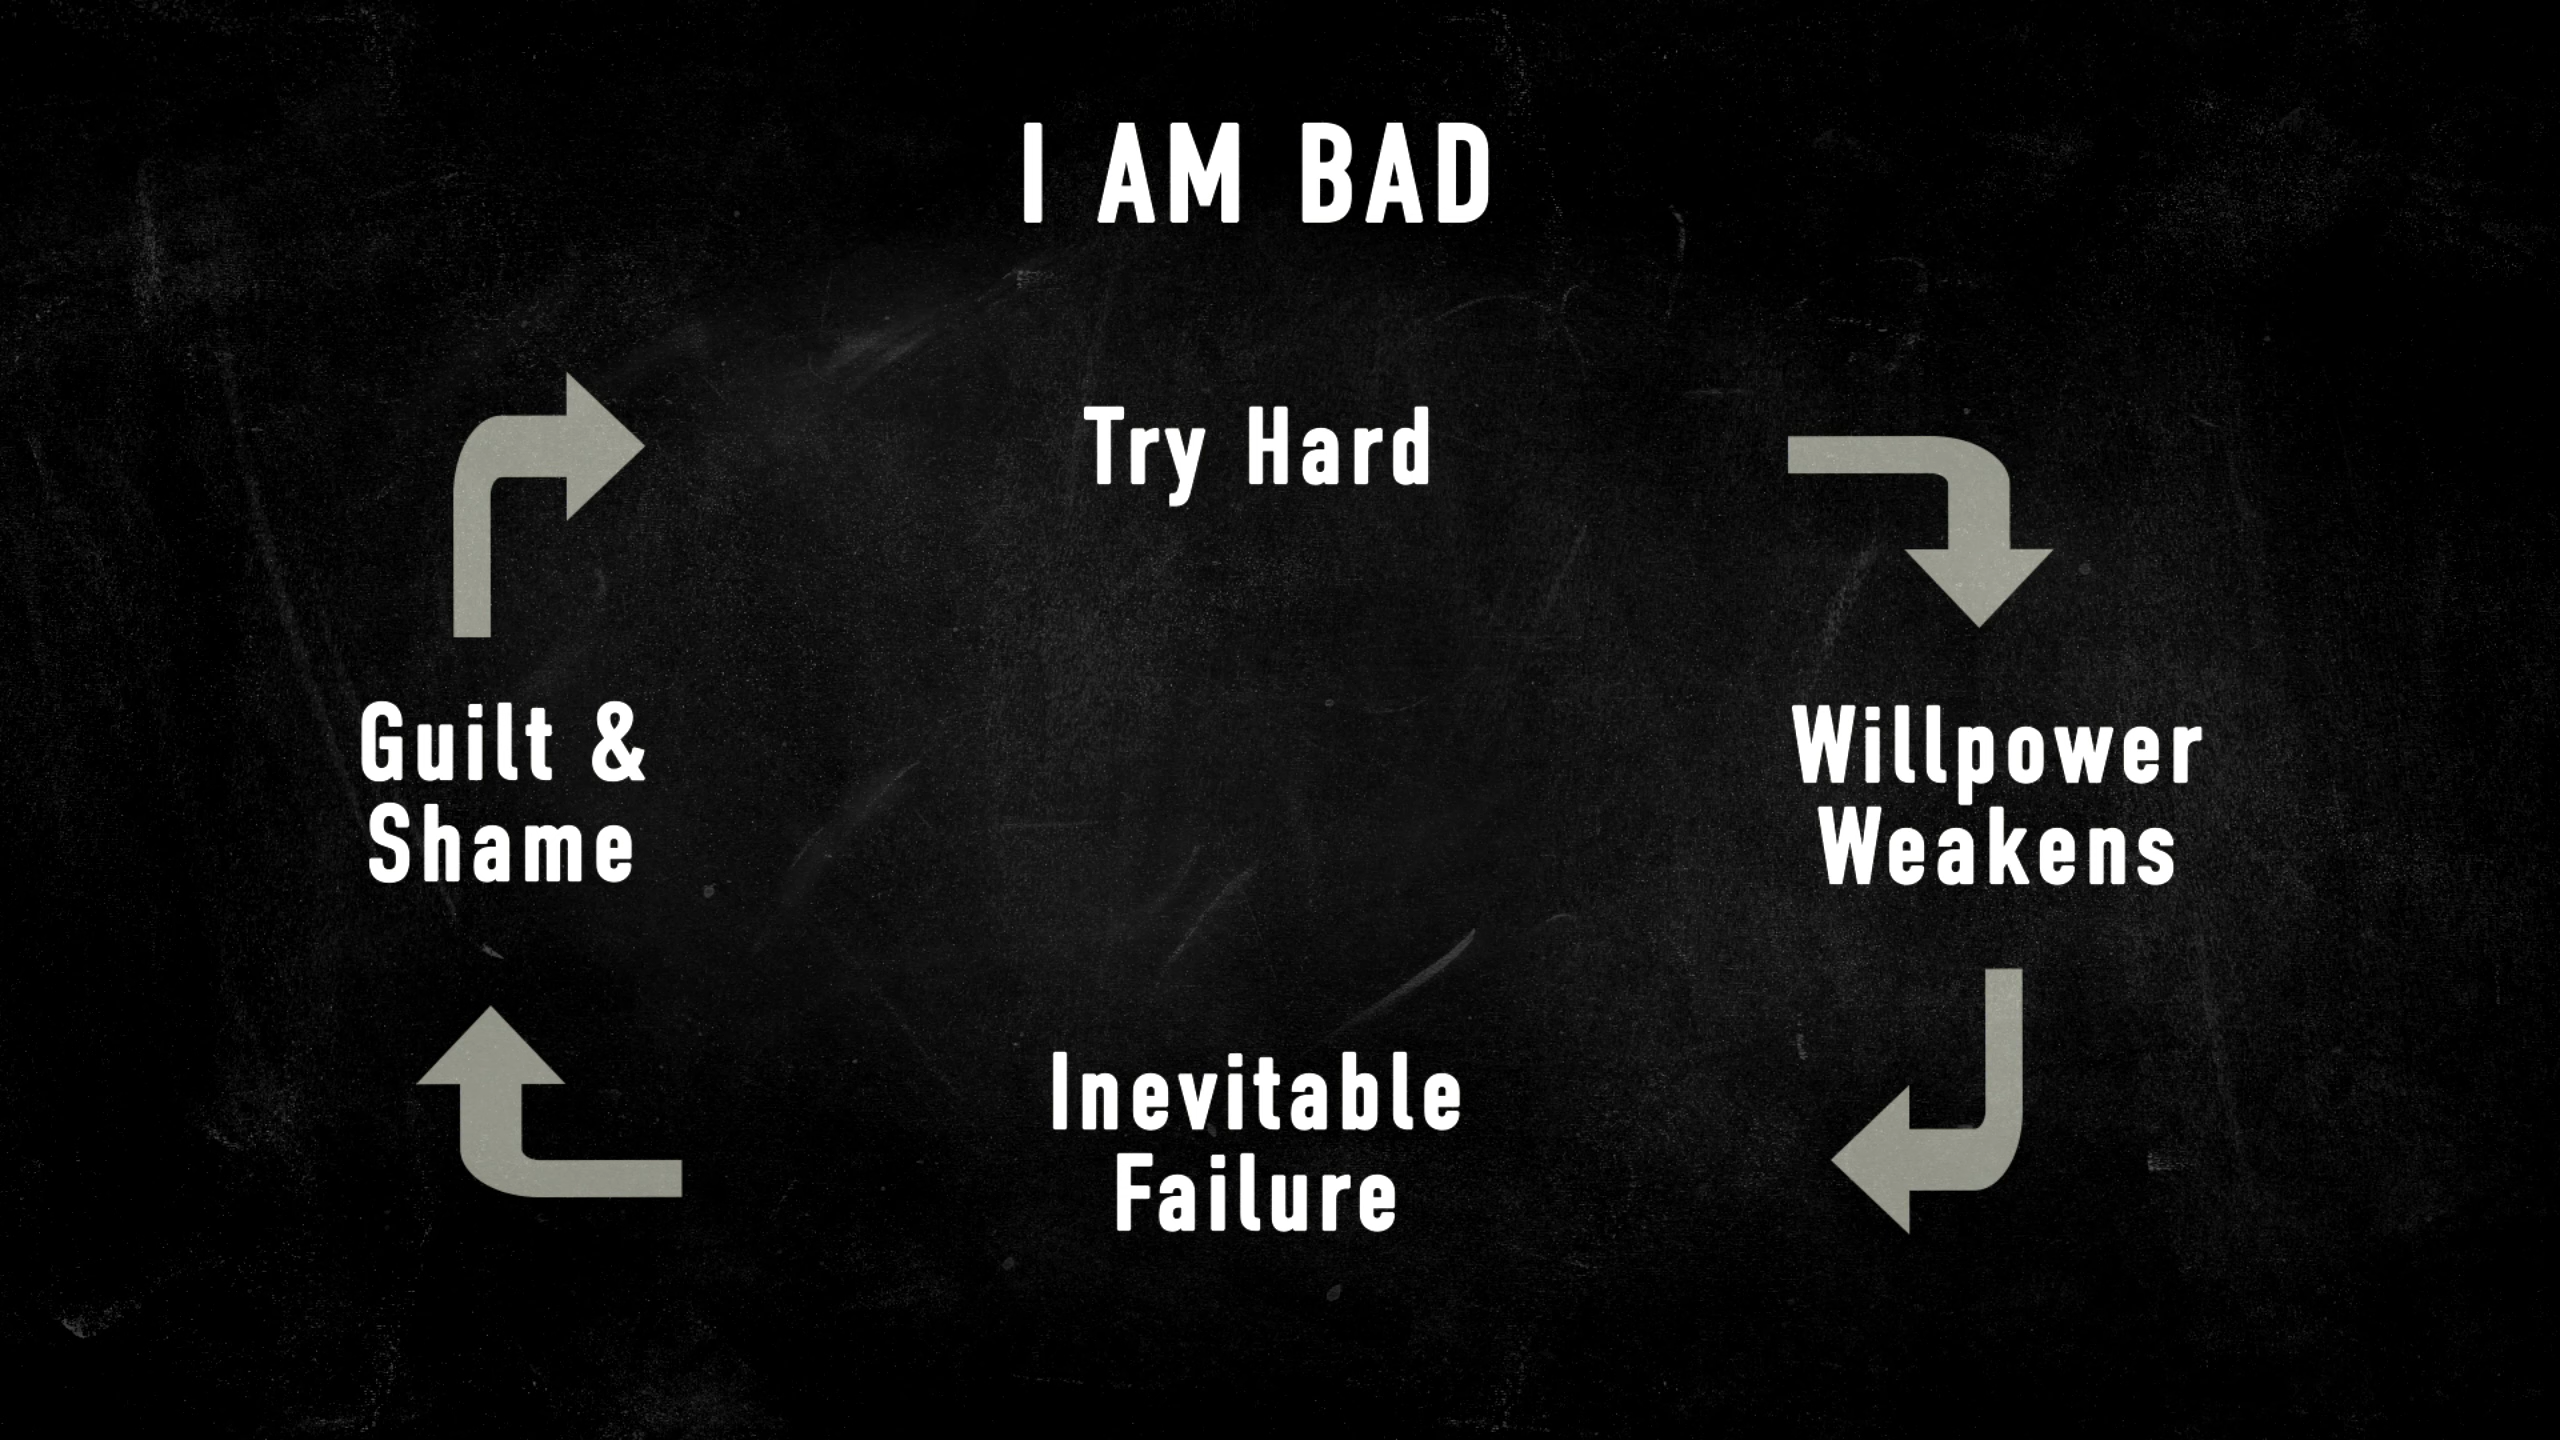 I AM BAD
Try Hard
Guilt &
Shame
Willpower
Weakens
Inevitable
Failure